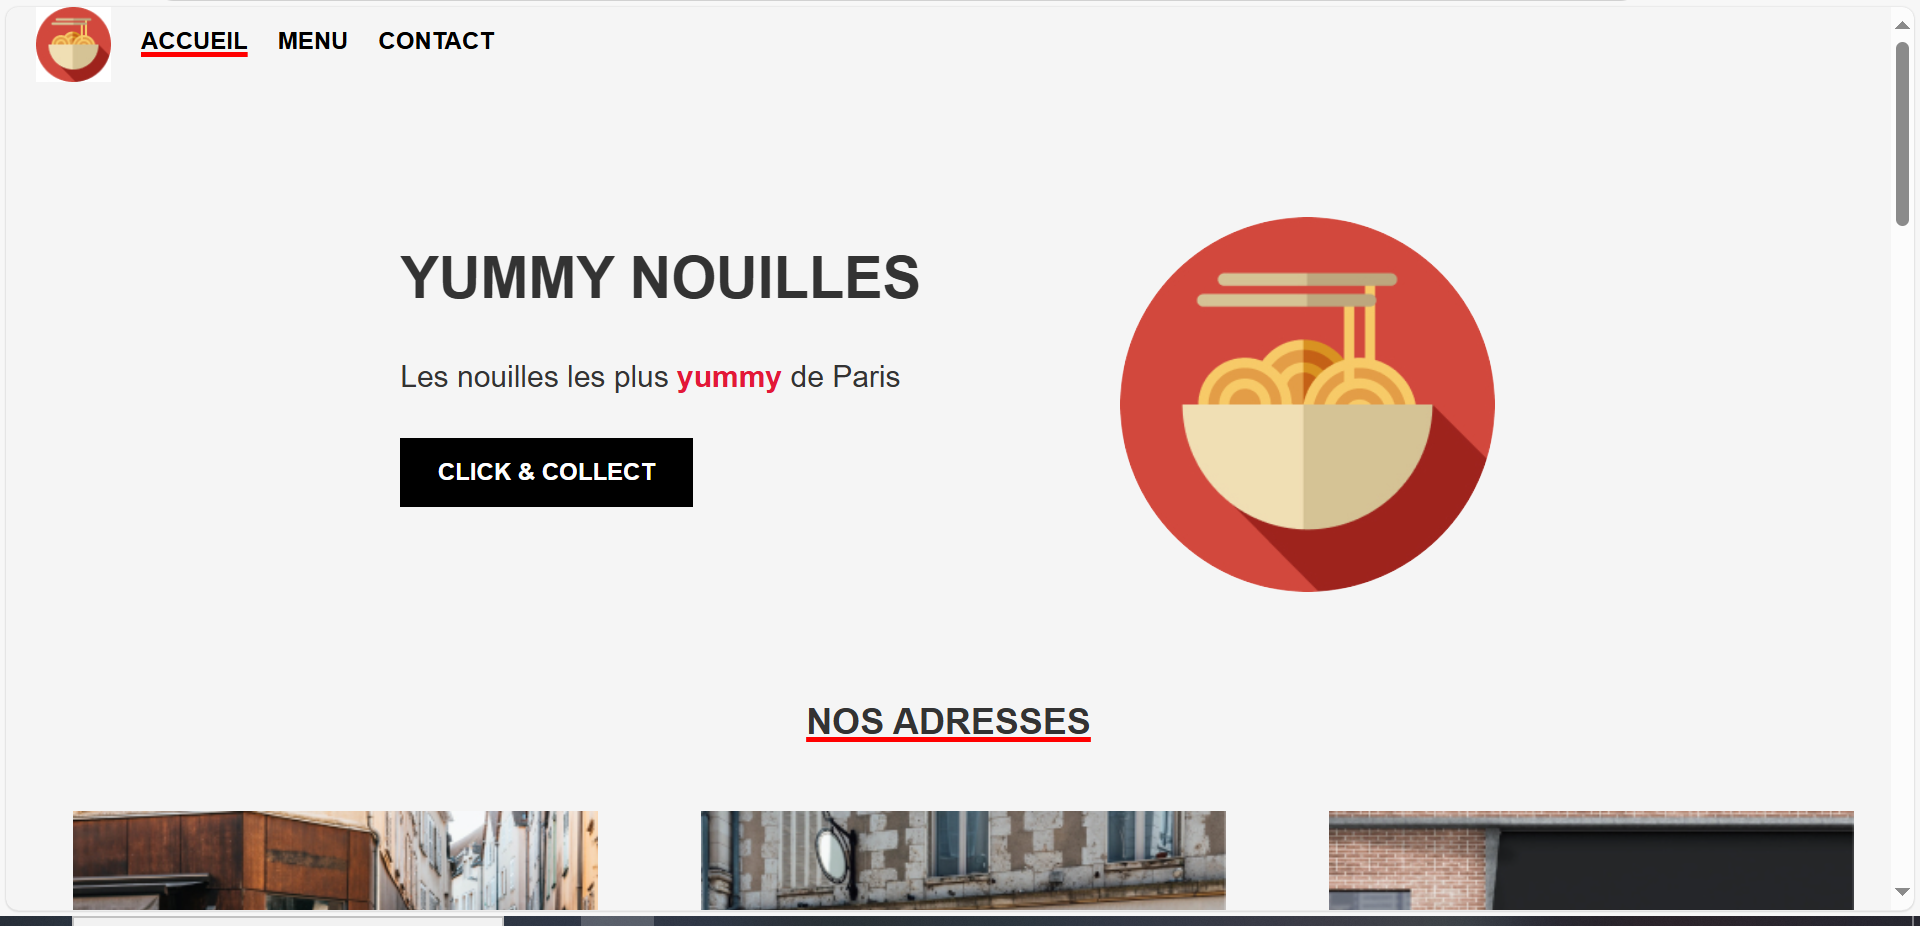 ACCUEIL MENU CONTACT
YUMMY NOUILLES
Les nouilles les plus yummy de Paris
CLICK & COLLECT
NOS ADRESSES